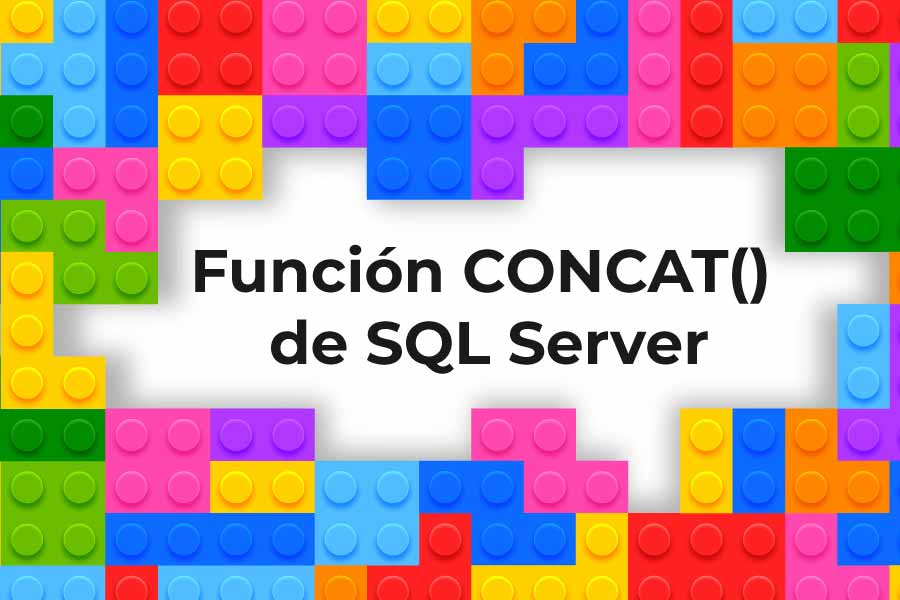 Función CONCAT()
de SQL Server